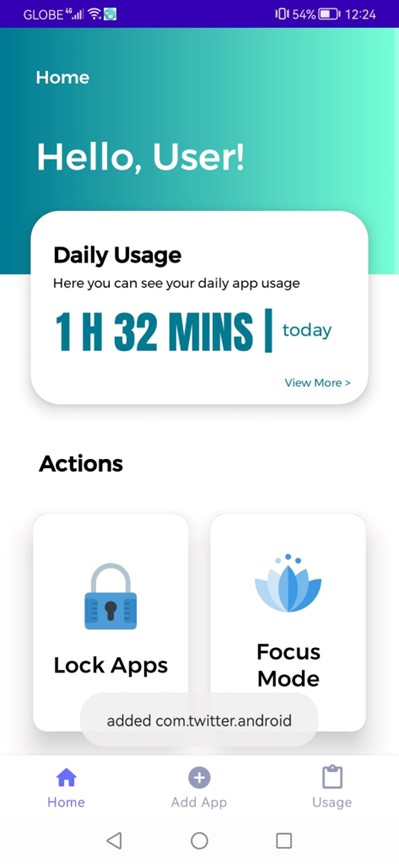 GLOBE 4G 54% 12:24
Home
Hello, User!
Daily Usage
Here you can see your daily app usage
1 H 32 MINS | today
View More >
Actions
Lock Apps
Focus
Mode
added com.twitter.android
Home Add App Usage